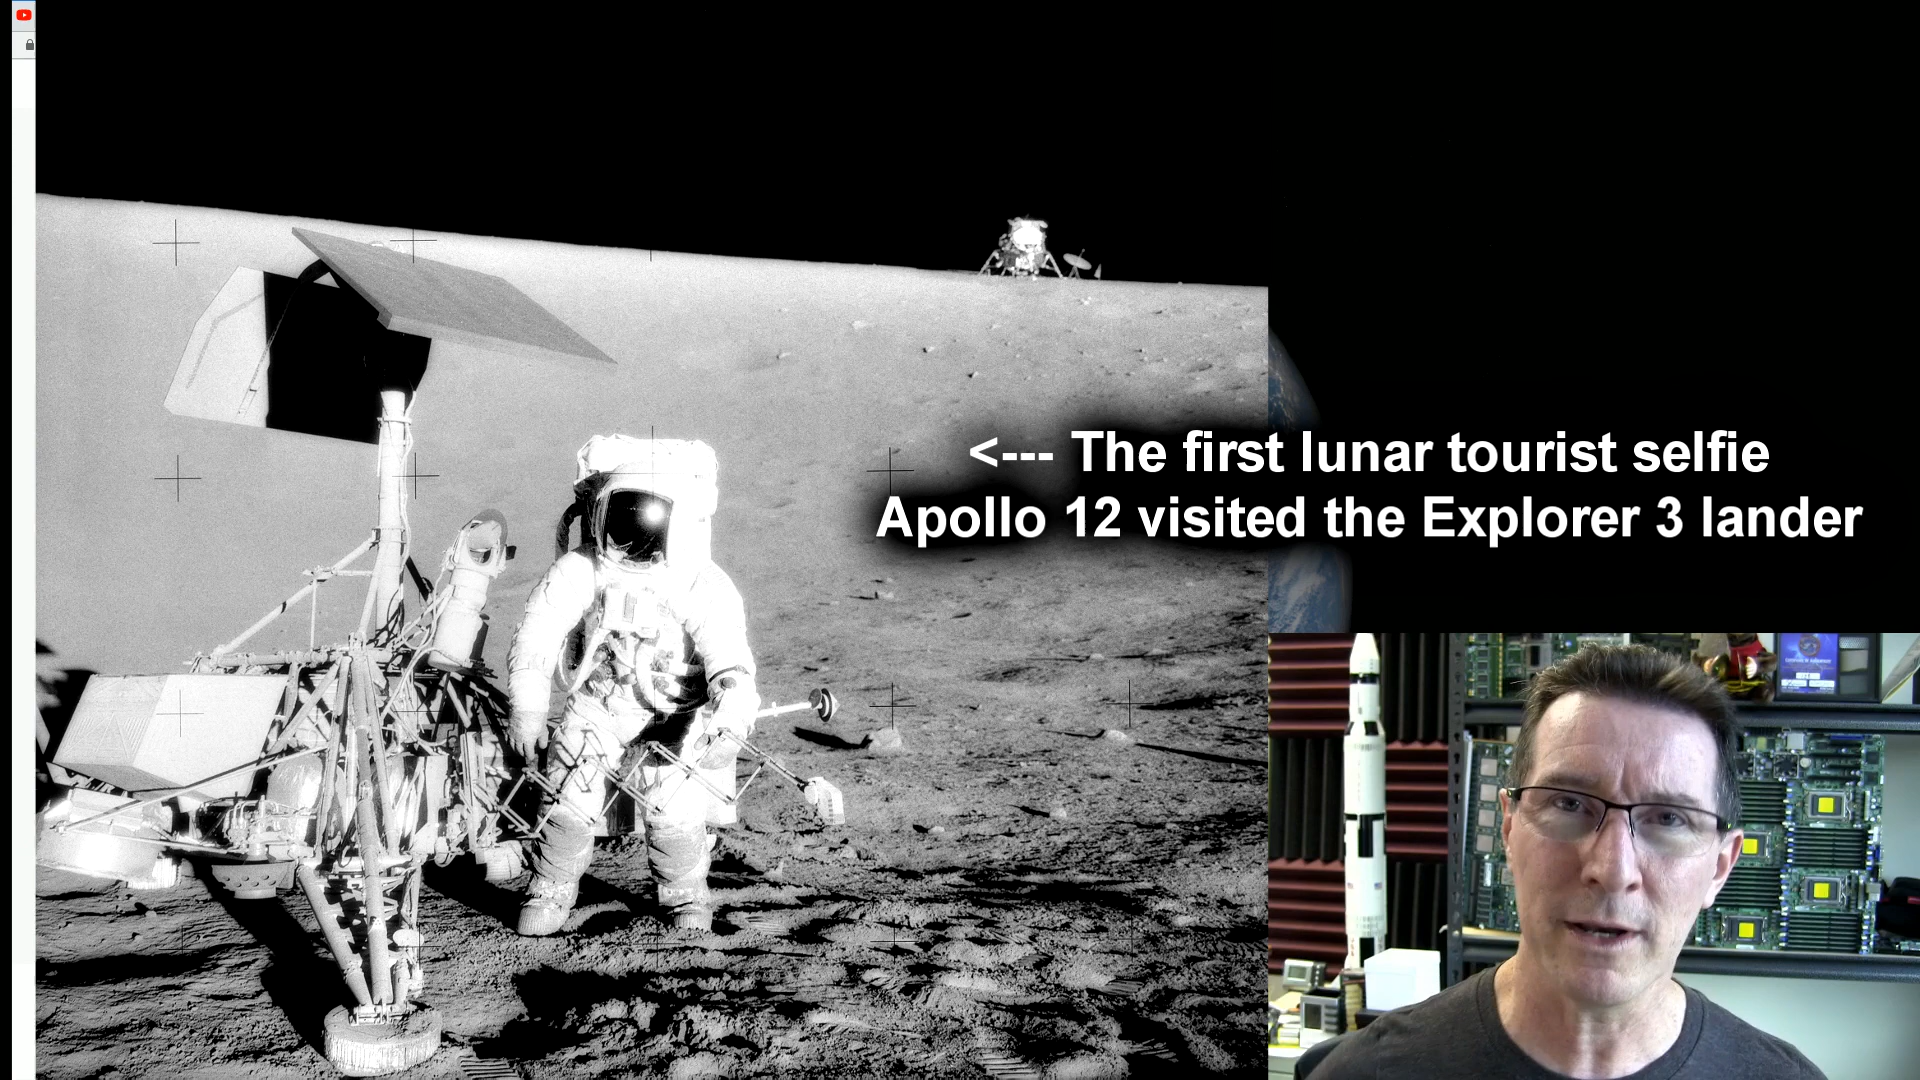 <--- The first lunar tourist selfie
Apollo 12 visited the Explorer 3 lander